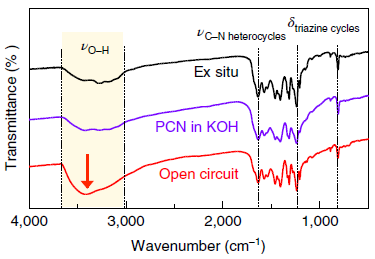 νO–H
νC–N heterocycles
δtriazine cycles
Ex situ
PCN in KOH
Open circuit
Transmittance (%)
4,000 3,000 2,000 1,000
Wavenumber (cm⁻¹)